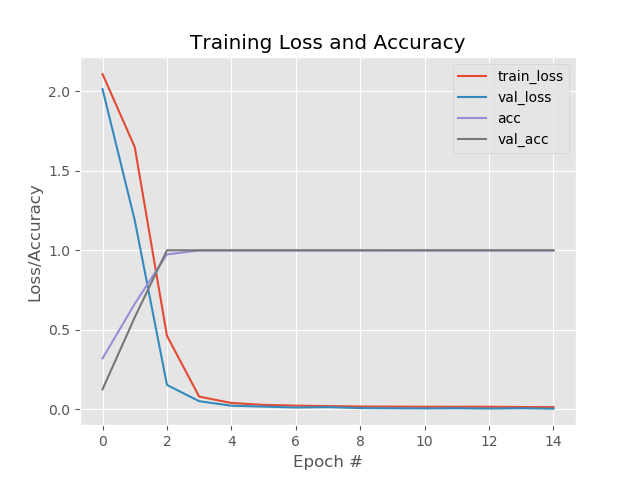 Training Loss and Accuracy
train_loss
val_loss
acc
val_acc
2.0
1.5
1.0
0.5
0.0
Loss/Accuracy
0 2 4 6 8 10 12 14
Epoch #